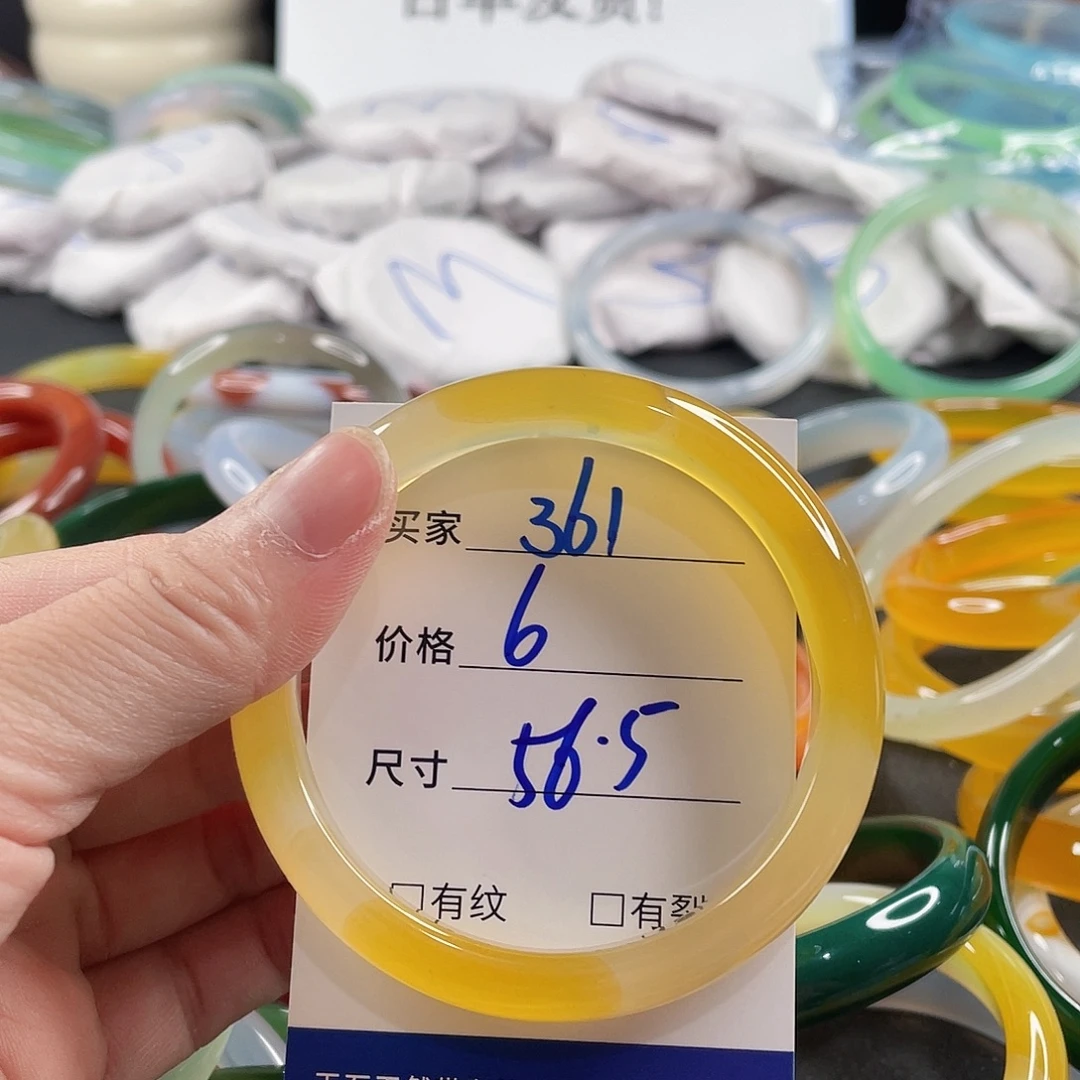 买家 361
价格 6
尺寸 56.5
□有纹 □有裂